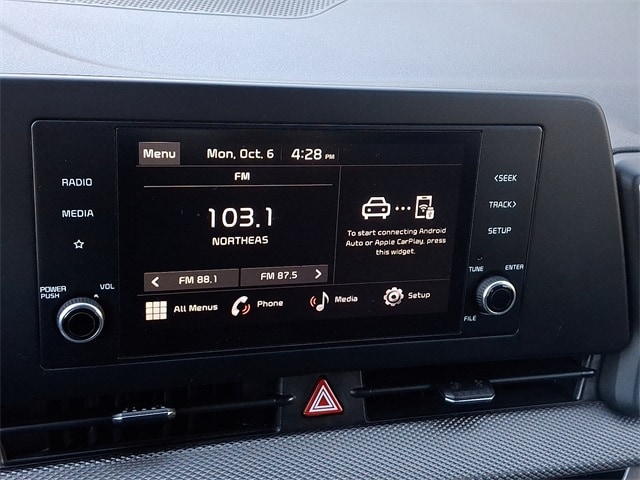 Menu Mon, Oct. 6 4:28 PM
FM
103.1
NORTHEAS
FM 88.1 FM 87.5
To start connecting Android
Auto or Apple CarPlay, press
this widget.
All Menus Phone Media Setup
RADIO
MEDIA
POWER
PUSH
VOL
<SEEK
TRACK>
SETUP
TUNE
ENTER
FILE